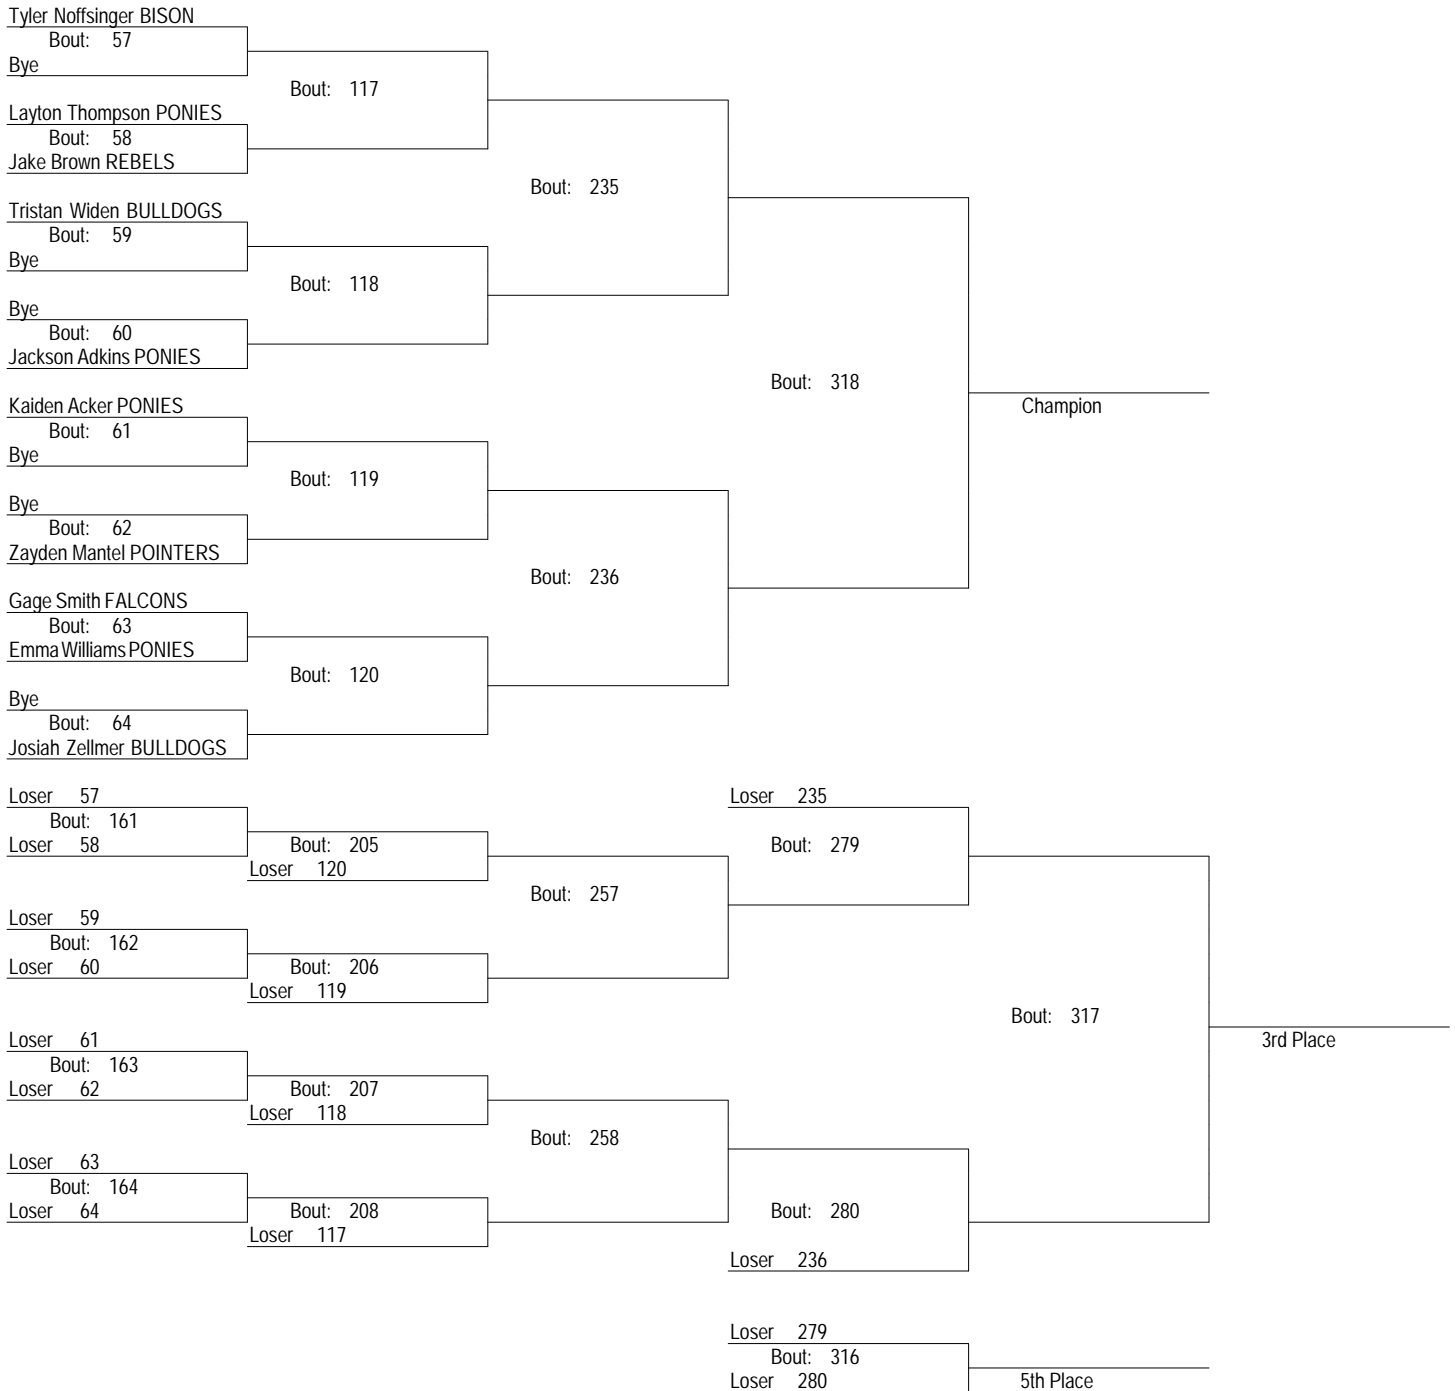 Tyler Noffsinger BISON
Bout: 57
Bye
Bout: 117
Layton Thompson PONIES
Bout: 58
Jake Brown REBELS
Bout: 235
Tristan Widen BULLDOGS
Bout: 59
Bye
Bout: 118
Bye
Bout: 60
Jackson Adkins PONIES
Bout: 318
Champion
Kaiden Acker PONIES
Bout: 61
Bye
Bout: 119
Bye
Bout: 62
Zayden Mantel POINTERS
Bout: 236
Gage Smith FALCONS
Bout: 63
Emma Williams PONIES
Bout: 120
Bye
Bout: 64
Josiah Zellmer BULLDOGS
Loser 57
Bout: 161
Loser 58
Bout: 205
Loser 120
Loser 235
Bout: 279
Bout: 257
Loser 59
Bout: 162
Loser 60
Bout: 206
Loser 119
Bout: 317
3rd Place
Loser 61
Bout: 163
Loser 62
Bout: 207
Loser 118
Bout: 258
Loser 63
Bout: 164
Loser 64
Bout: 208
Loser 117
Bout: 280
Loser 236
Loser 279
Bout: 316
Loser 280
5th Place